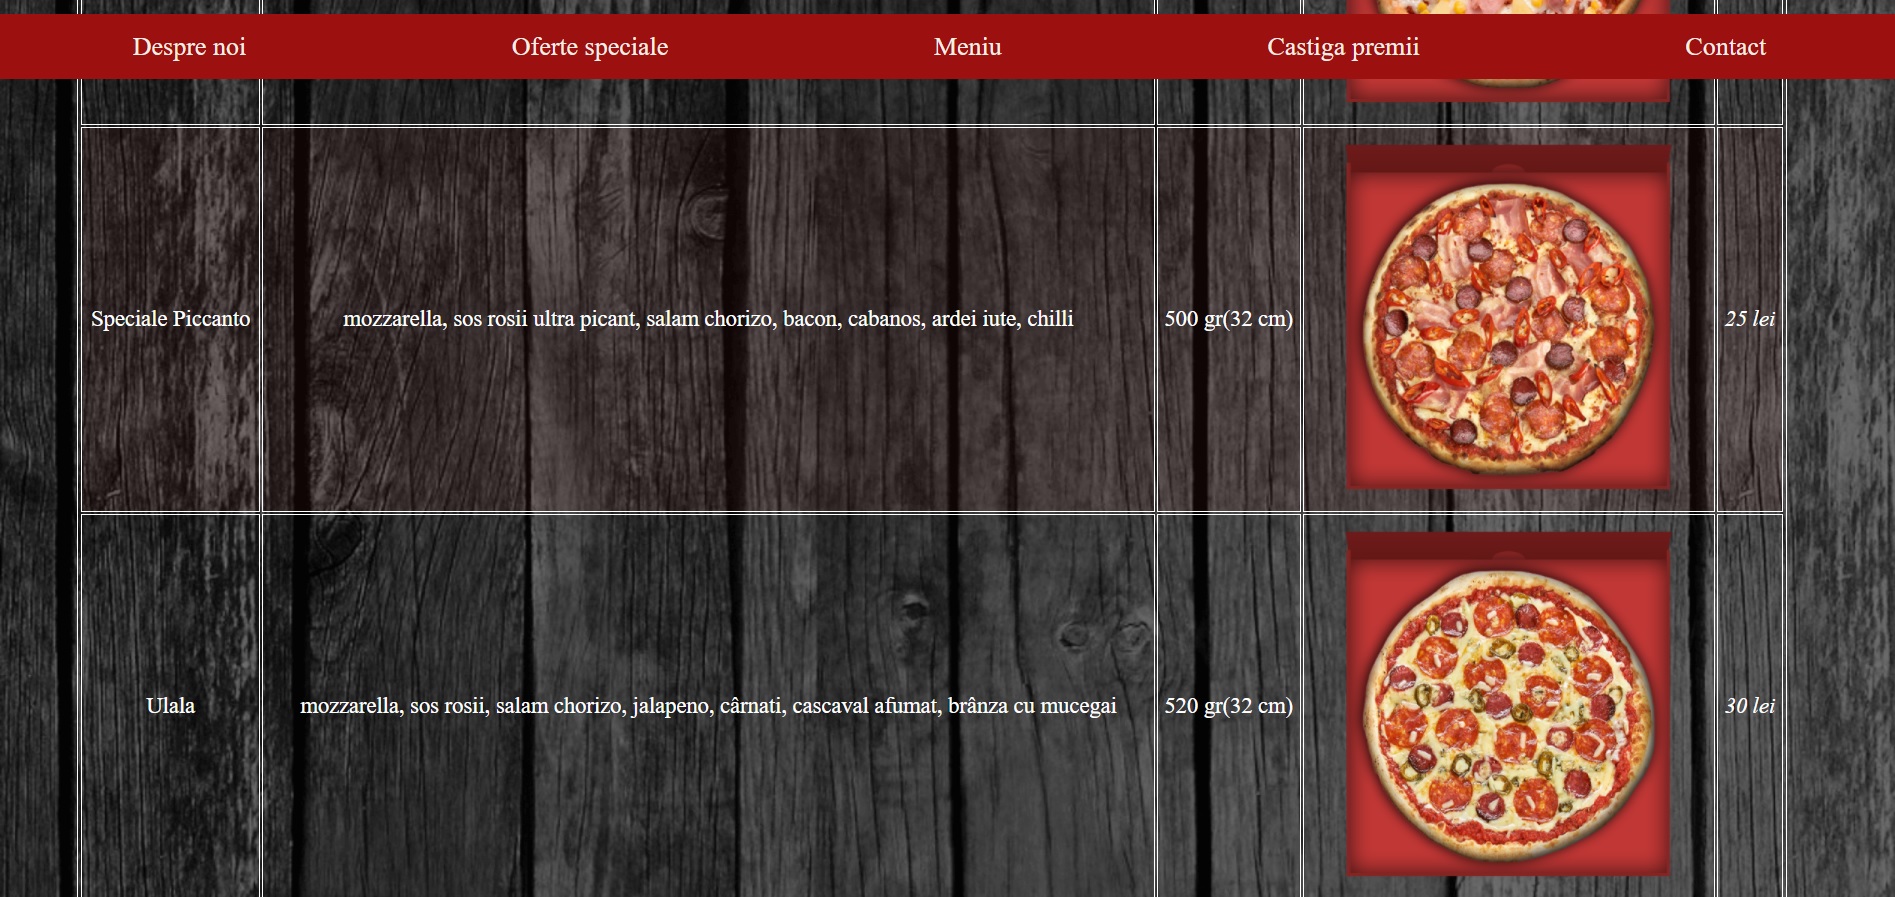 Despre noi Oferte speciale Meniu Castiga premii Contact
Speciale Piccanto mozzarella, sos rosii ultra picant, salam chorizo, bacon, cabanos, ardei iute, chilli 500 gr(32 cm) 25 lei
Ulala mozzarella, sos rosii, salam chorizo, jalapeno, cârnati, cascaval afumat, brânza cu mucegai 520 gr(32 cm) 30 lei